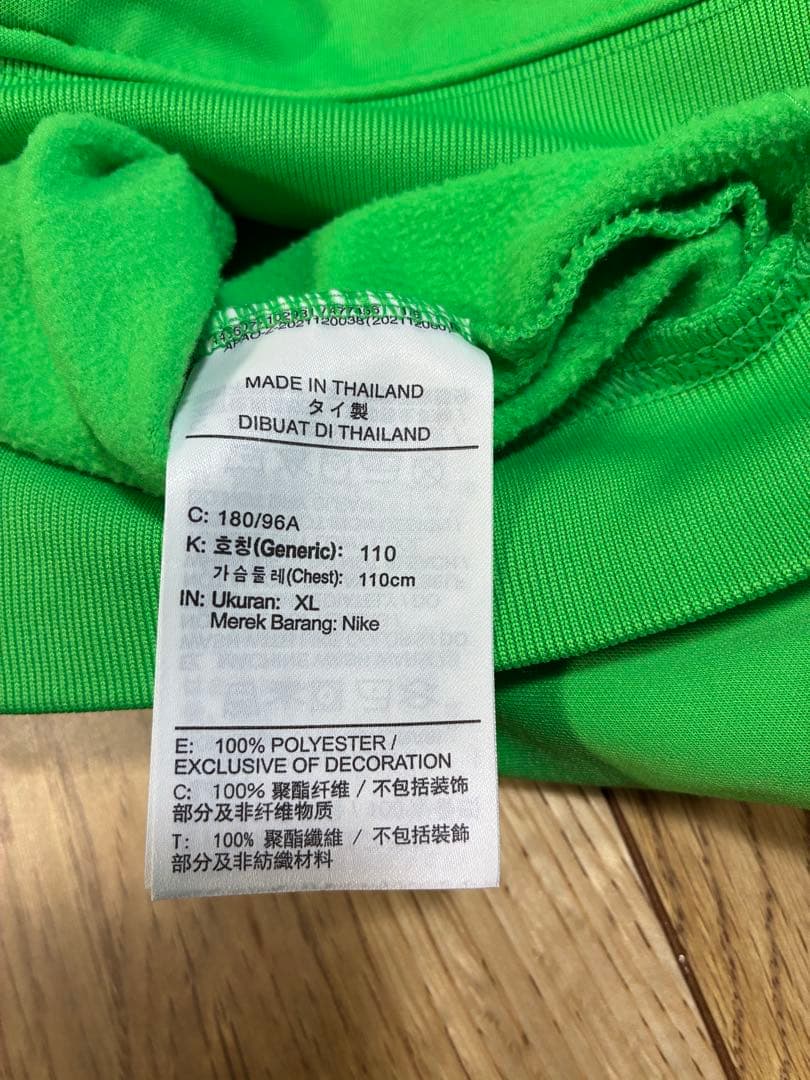 MADE IN THAILAND
タイ製
DIBUAT DI THAILAND
C: 180/96A
K: 호칭(Generic): 110
가슴둘레(Chest): 110cm
IN: Ukuran: XL
Merek Barang: Nike
E: 100% POLYESTER /
EXCLUSIVE OF DECORATION
C: 100% 聚酯纤维 / 不包括装饰
部分及非纤维物质
T: 100% 聚酯纖維 / 不包括裝飾
部分及非紡織材料